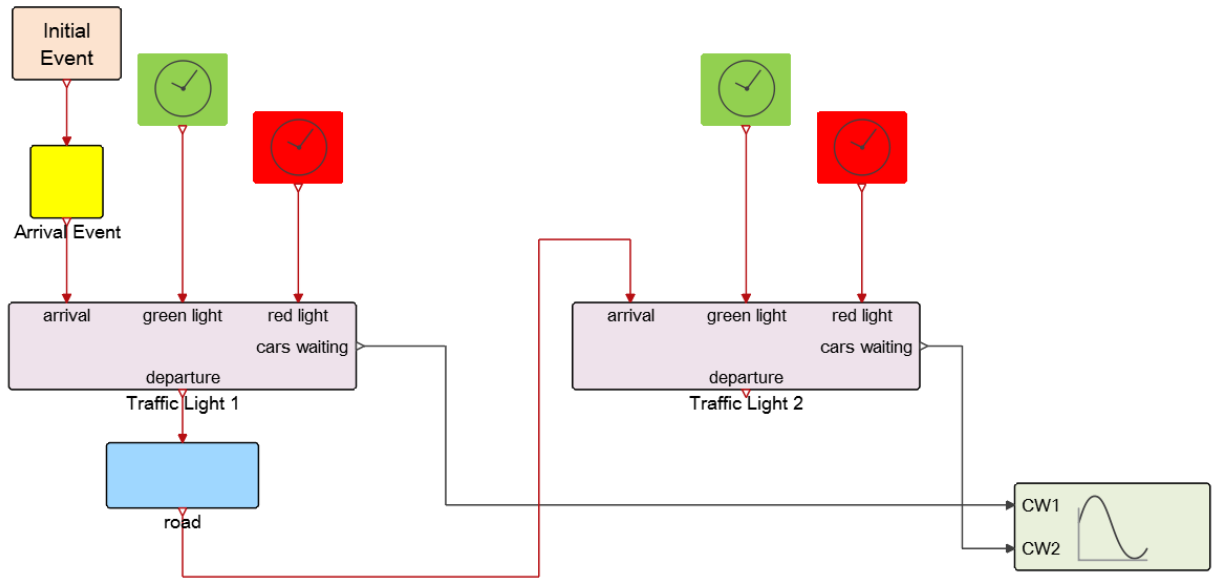 Initial
Event
Arrival Event
arrival
green light
red light
cars waiting
departure
Traffic Light 1
road
arrival
green light
red light
cars waiting
departure
Traffic Light 2
CW1
CW2